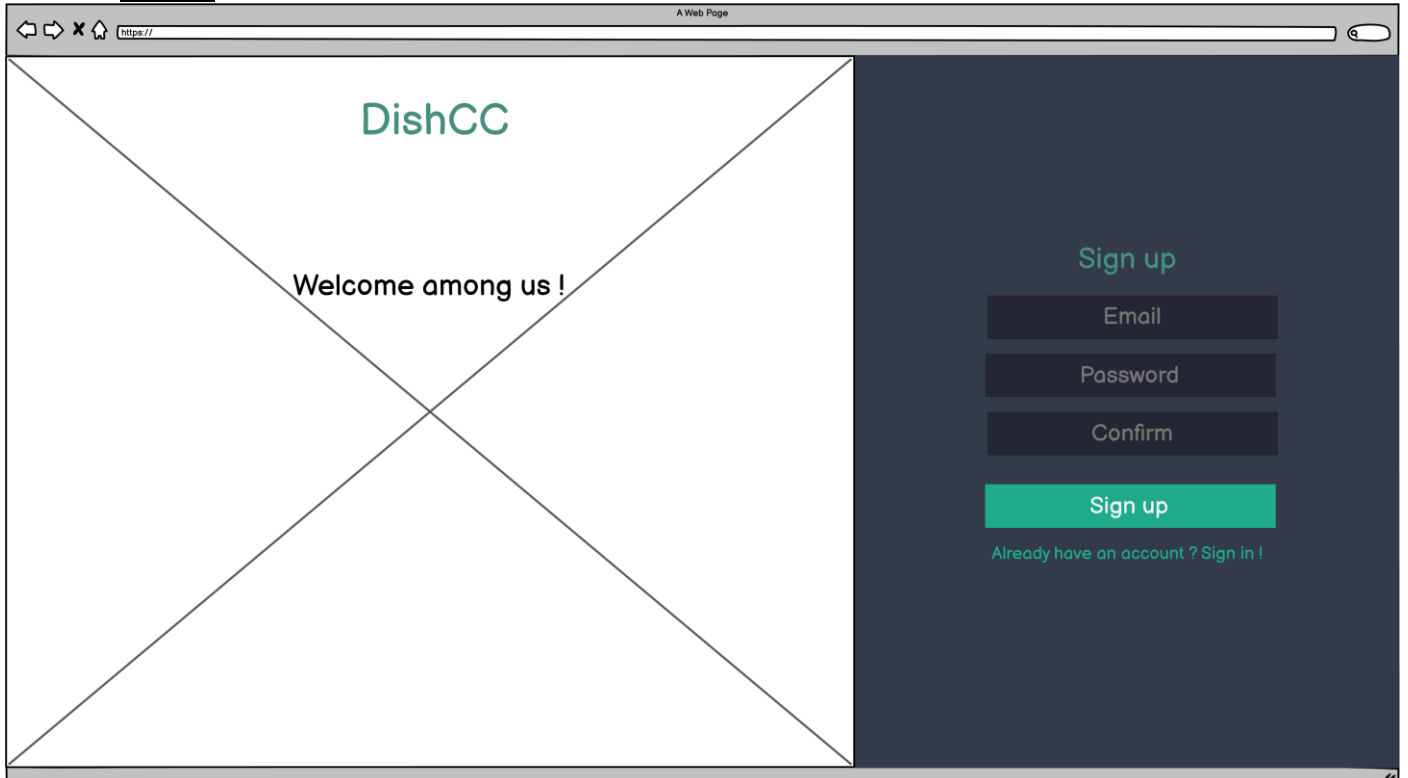 A Web Page
https://
DishCC
Welcome among us !
Sign up
Email
Password
Confirm
Sign up
Already have an account ? Sign in !